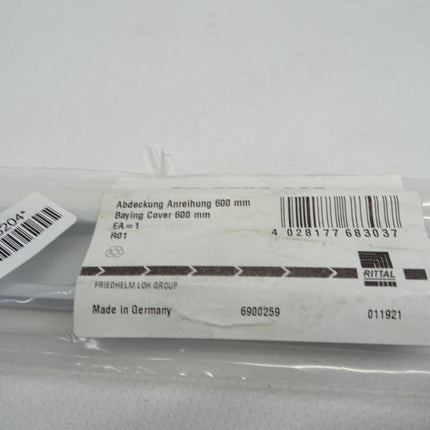 Abdeckung Anreihung 600 mm
Baying Cover 600 mm
EA = 1
R01
4 028177 683037
RITTAL
FRIEDHELM LOH GROUP
Made in Germany 6900259 011921
5204*